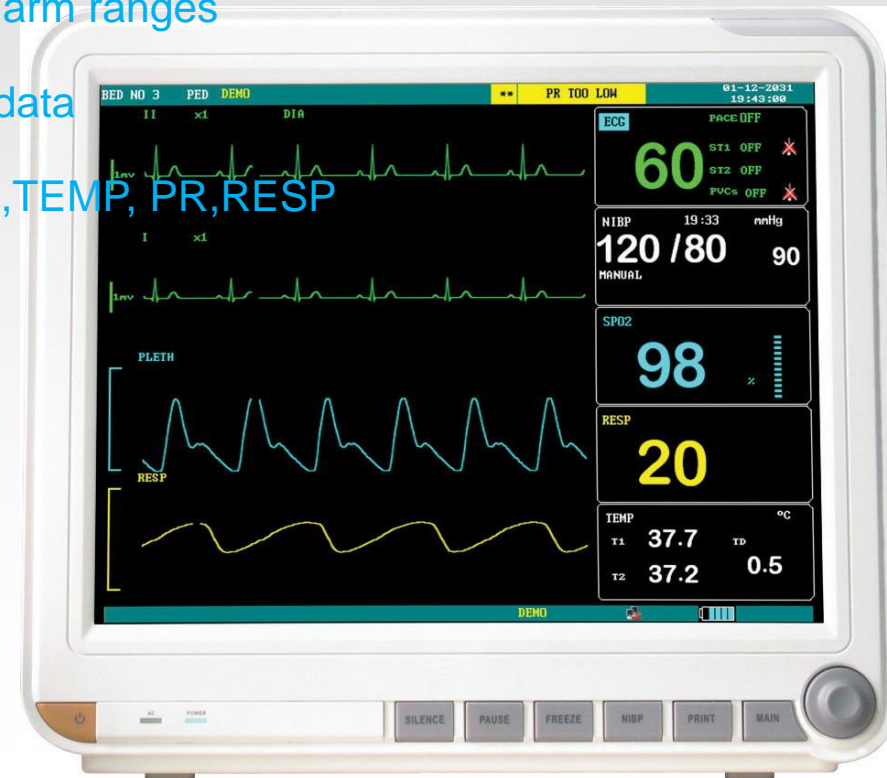 arm ranges
data
,TEMP, PR,RESP
BED NO 3 PED DEMO ** PR TOO LOW 01-12-2031
19:43:00
II x1 DIA
1mv
I x1
1mv
PLETH
RESP
ECG PACE OFF
60
ST1 OFF
ST2 OFF
PVCs OFF
NIBP 19:33 mmHg
120 /80 90
MANUAL
SPO2
98 %
RESP
20
TEMP ºC
T1 37.7 TD
T2 37.2 0.5
DEMO
AC POWER
SILENCE PAUSE FREEZE NIBP PRINT MAIN